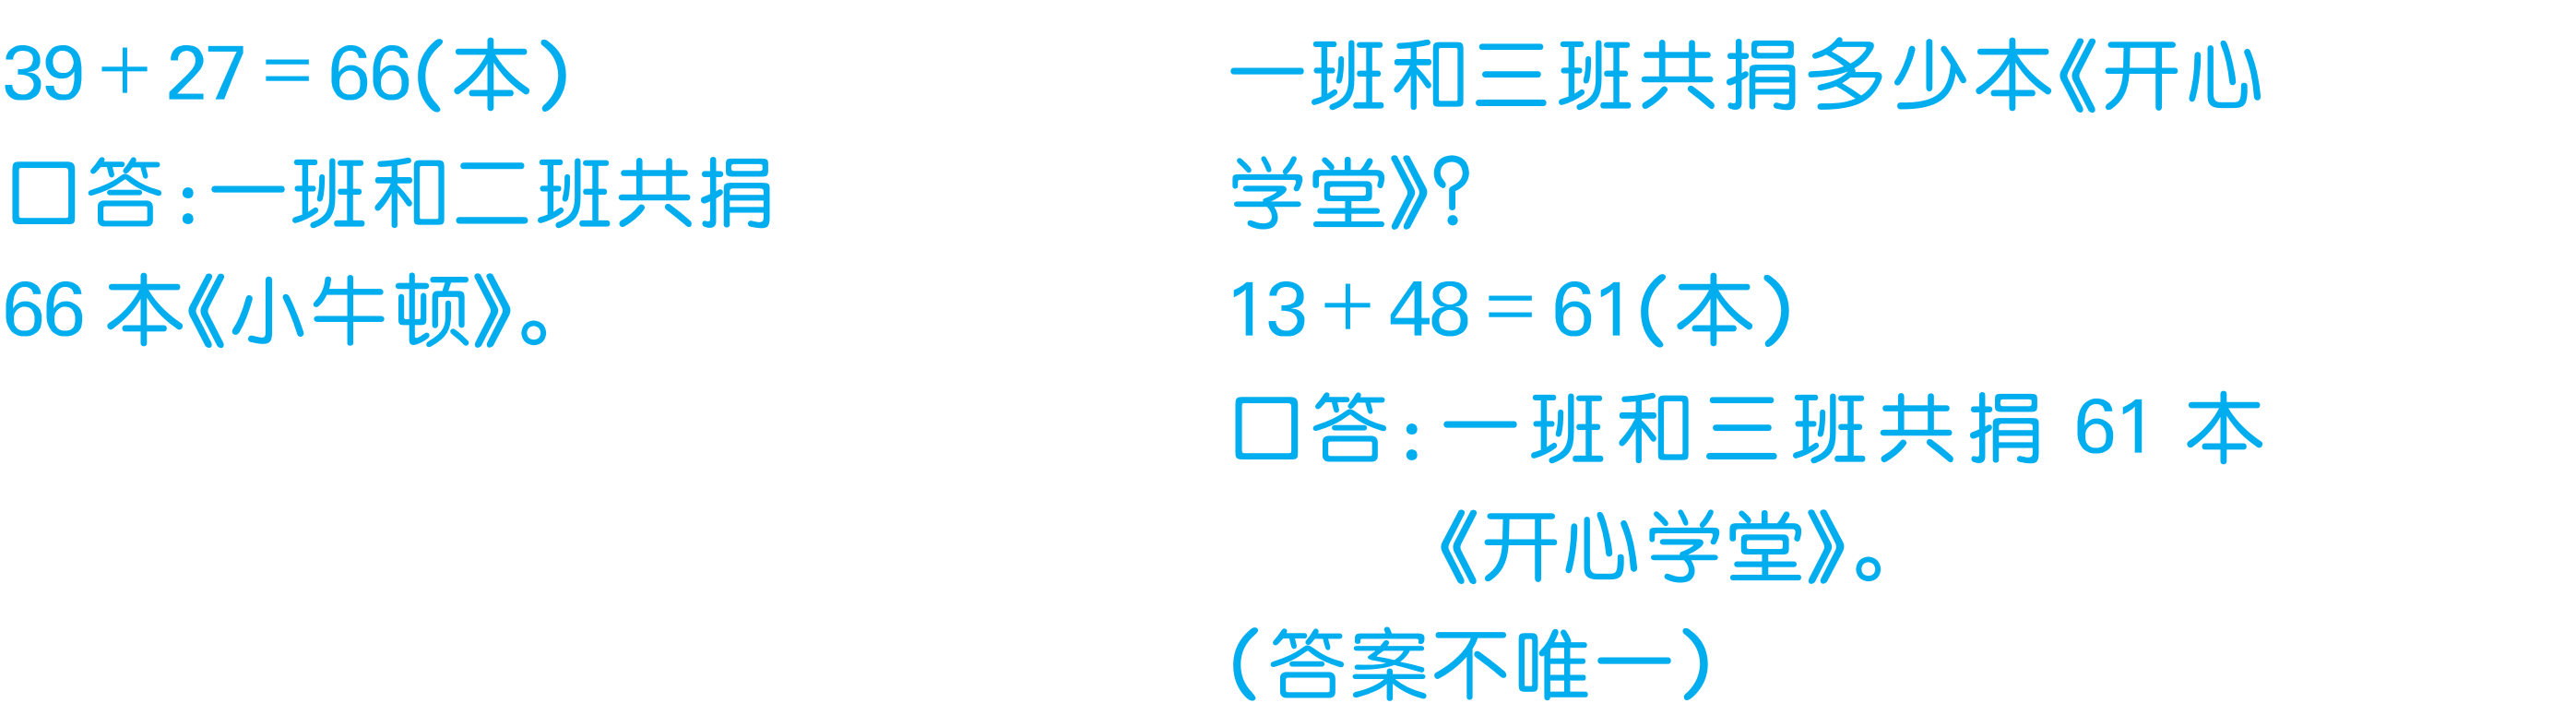 39+27=66(本)
口答:一班和二班共捐
66 本《小牛顿》。
一班和三班共捐多少本《开心
学堂》?
13+48=61(本)
口答:一班和三班共捐 61 本
《开心学堂》。
(答案不唯一)